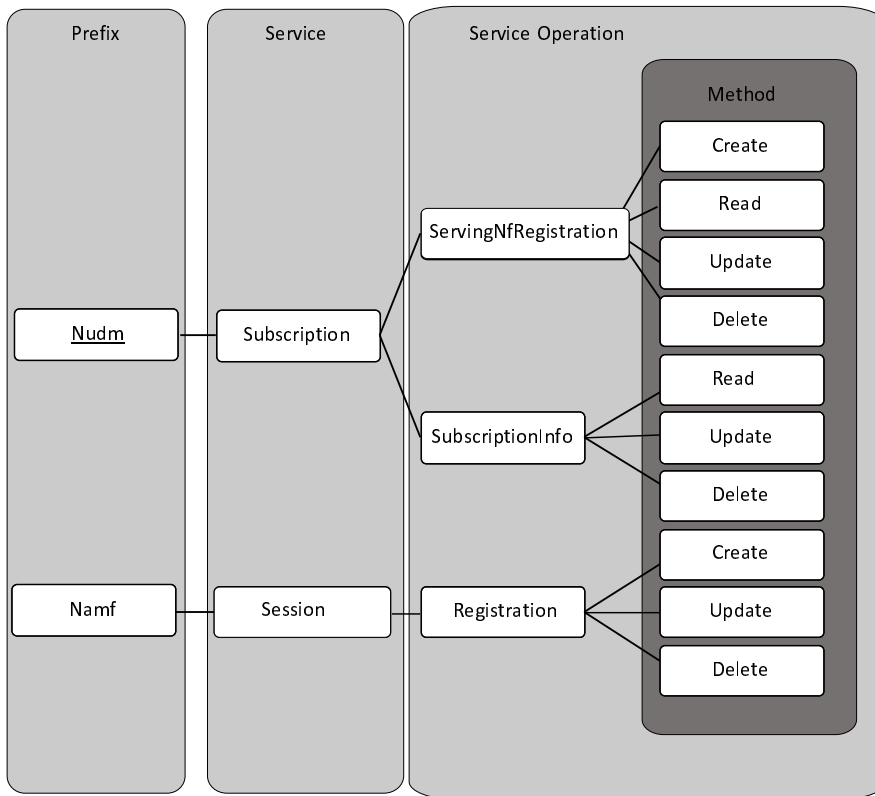 Prefix
Service
Service Operation
Method
Create
Read
ServingNfRegistration
Update
Delete
Nudm
Subscription
Read
SubscriptionInfo
Update
Delete
Create
Namf
Session
Registration
Update
Delete